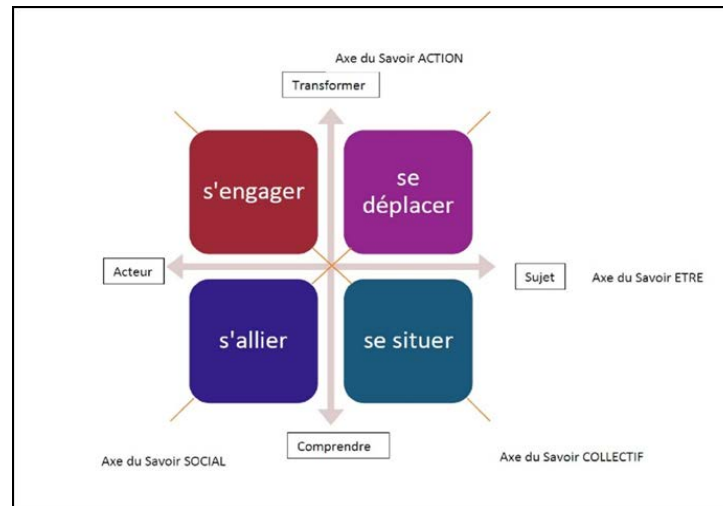 Axe du Savoir ACTION
Transformer
s'engager
se
déplacer
Acteur
Sujet
Axe du Savoir ETRE
s'allier
se situer
Comprendre
Axe du Savoir SOCIAL
Axe du Savoir COLLECTIF